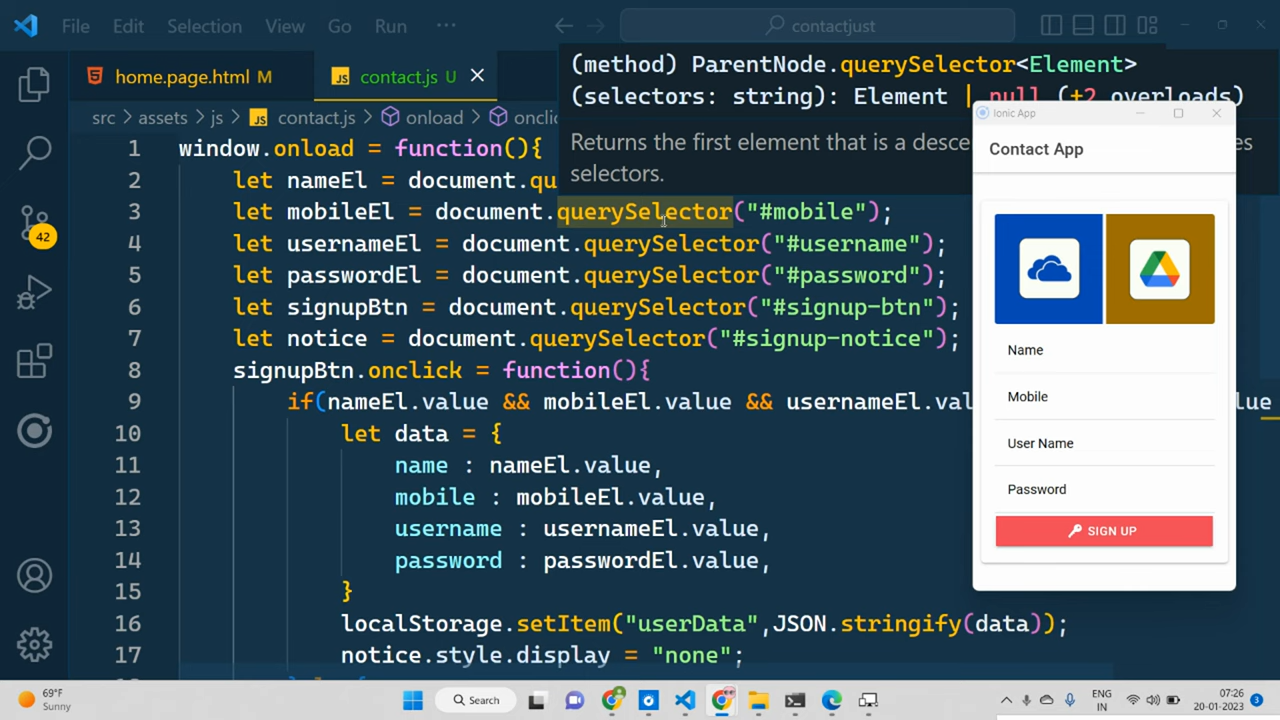 File Edit Selection View Go Run ··· contactjust
home.page.html M contact.js U
(method) ParentNode.querySelector<Element>
(selectors: string): Element | null (+2 overloads)
src > assets > js > contact.js > onload >
Returns the first element that is a
selectors.
1 window.onload = function(){
2 let nameEl = document.
3 let mobileEl = document.querySelector("#mobile");
4 let usernameEl = document.querySelector("#username");
5 let passwordEl = document.querySelector("#password");
6 let signupBtn = document.querySelector("#signup-btn");
7 let notice = document.querySelector("#signup-notice");
8 signupBtn.onclick = function(){
9 if(nameEl.value && mobileEl.value && usernameEl.
10 let data = {
11 name : nameEl.value,
12 mobile : mobileEl.value,
13 username : usernameEl.value,
14 password : passwordEl.value,
15 }
16 localStorage.setItem("userData",JSON.stringify(data));
17 notice.style.display = "none";
42
Ionic App
Contact App
Name
Mobile
User Name
Password
SIGN UP
69°F
Sunny
Search
ENG
IN
07:26
20-01-2023
3